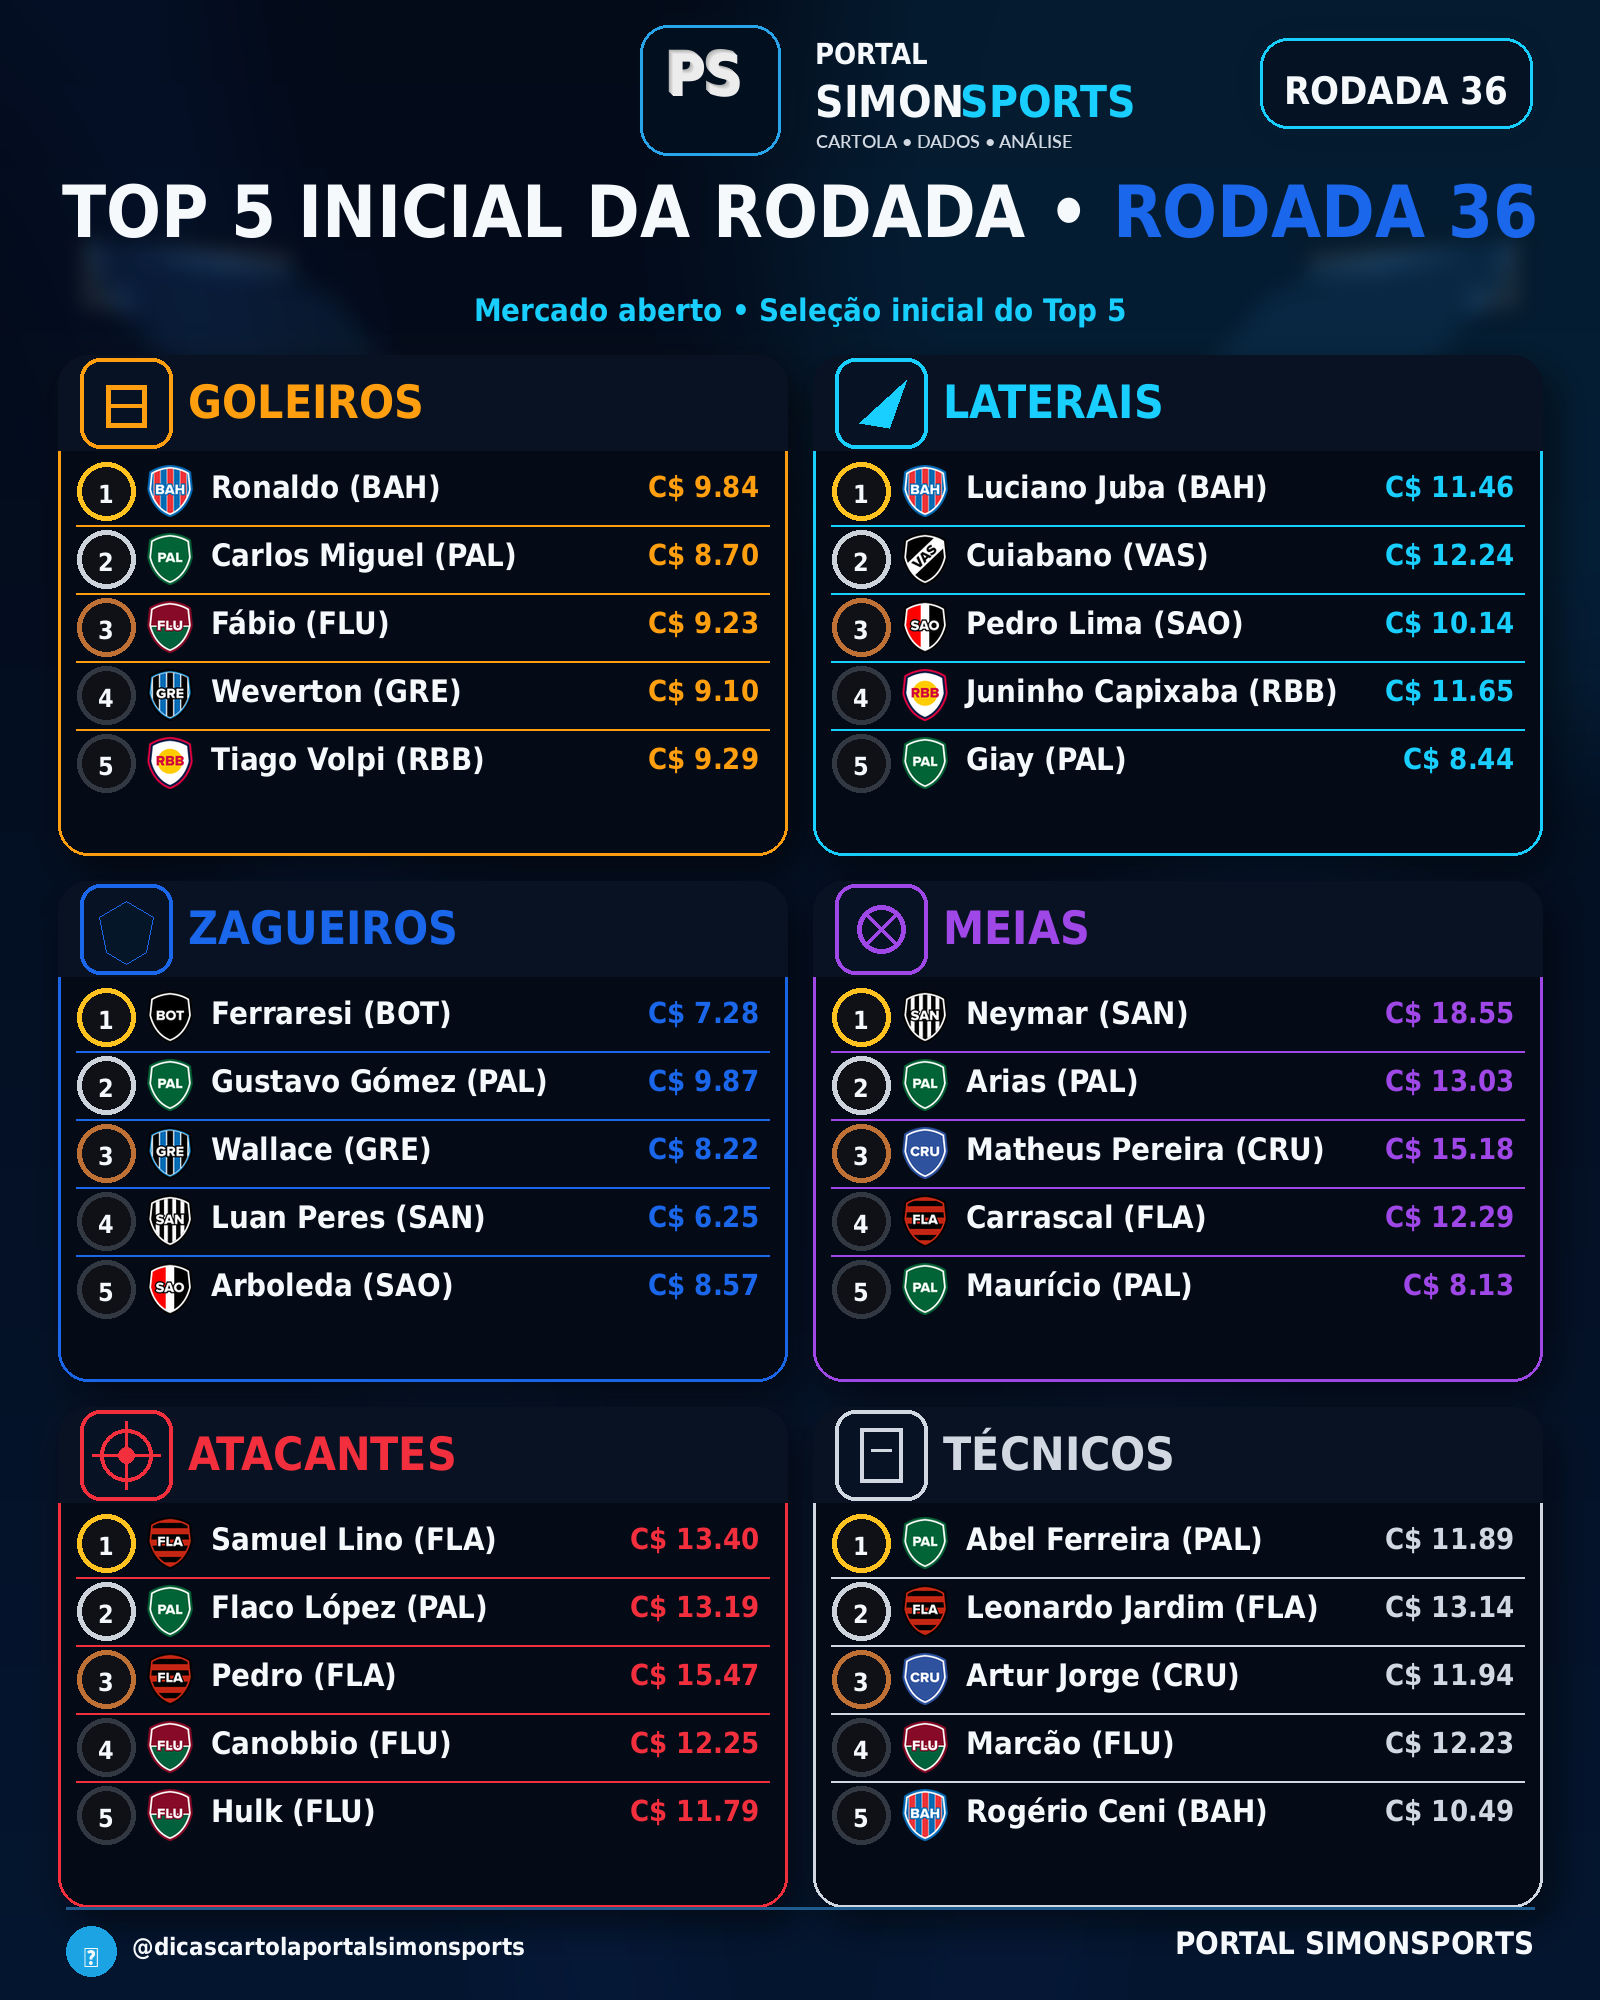 PS
PORTAL
SIMONSPORTS
CARTOLA • DADOS • ANÁLISE
RODADA 36
TOP 5 INICIAL DA RODADA • RODADA 36
Mercado aberto • Seleção inicial do Top 5
GOLEIROS
1 BAH Ronaldo (BAH) C$ 9.84
2 PAL Carlos Miguel (PAL) C$ 8.70
3 FLU Fábio (FLU) C$ 9.23
4 GRE Weverton (GRE) C$ 9.10
5 RBB Tiago Volpi (RBB) C$ 9.29
LATERAIS
1 BAH Luciano Juba (BAH) C$ 11.46
2 VAS Cuiabano (VAS) C$ 12.24
3 SAO Pedro Lima (SAO) C$ 10.14
4 RBB Juninho Capixaba (RBB) C$ 11.65
5 PAL Giay (PAL) C$ 8.44
ZAGUEIROS
1 BOT Ferraresi (BOT) C$ 7.28
2 PAL Gustavo Gómez (PAL) C$ 9.87
3 GRE Wallace (GRE) C$ 8.22
4 SAN Luan Peres (SAN) C$ 6.25
5 SAO Arboleda (SAO) C$ 8.57
MEIAS
1 SAN Neymar (SAN) C$ 18.55
2 PAL Arias (PAL) C$ 13.03
3 CRU Matheus Pereira (CRU) C$ 15.18
4 FLA Carrascal (FLA) C$ 12.29
5 PAL Maurício (PAL) C$ 8.13
ATACANTES
1 FLA Samuel Lino (FLA) C$ 13.40
2 PAL Flaco López (PAL) C$ 13.19
3 FLA Pedro (FLA) C$ 15.47
4 FLU Canobbio (FLU) C$ 12.25
5 FLU Hulk (FLU) C$ 11.79
TÉCNICOS
1 PAL Abel Ferreira (PAL) C$ 11.89
2 FLA Leonardo Jardim (FLA) C$ 13.14
3 CRU Artur Jorge (CRU) C$ 11.94
4 FLU Marcão (FLU) C$ 12.23
5 BAH Rogério Ceni (BAH) C$ 10.49
@dicascartolaportalsimonsports
PORTAL SIMONSPORTS